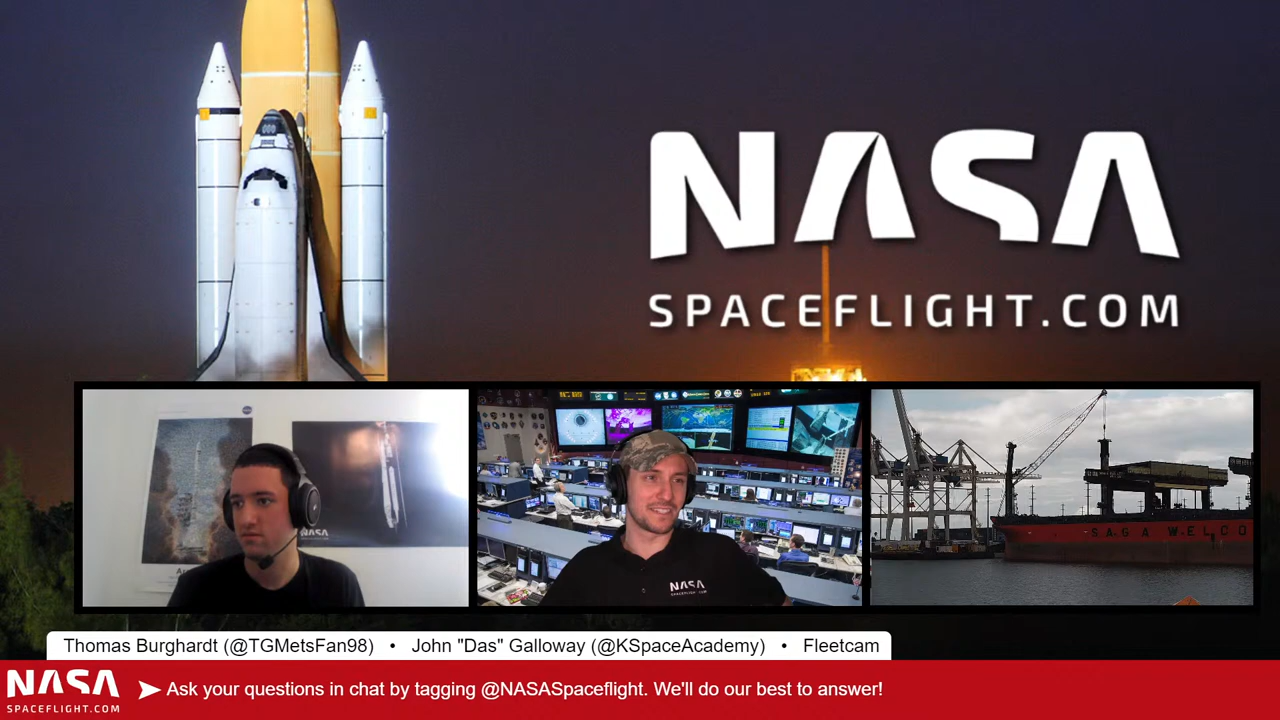 NASA
SPACEFLIGHT.COM
NASA
NASA
SPACEFLIGHT.COM
SAGA WELCO
Thomas Burghardt (@TGMetsFan98) • John "Das" Galloway (@KSpaceAcademy) • Fleetcam
NASA
SPACEFLIGHT.COM
Ask your questions in chat by tagging @NASASpaceflight. We'll do our best to answer!